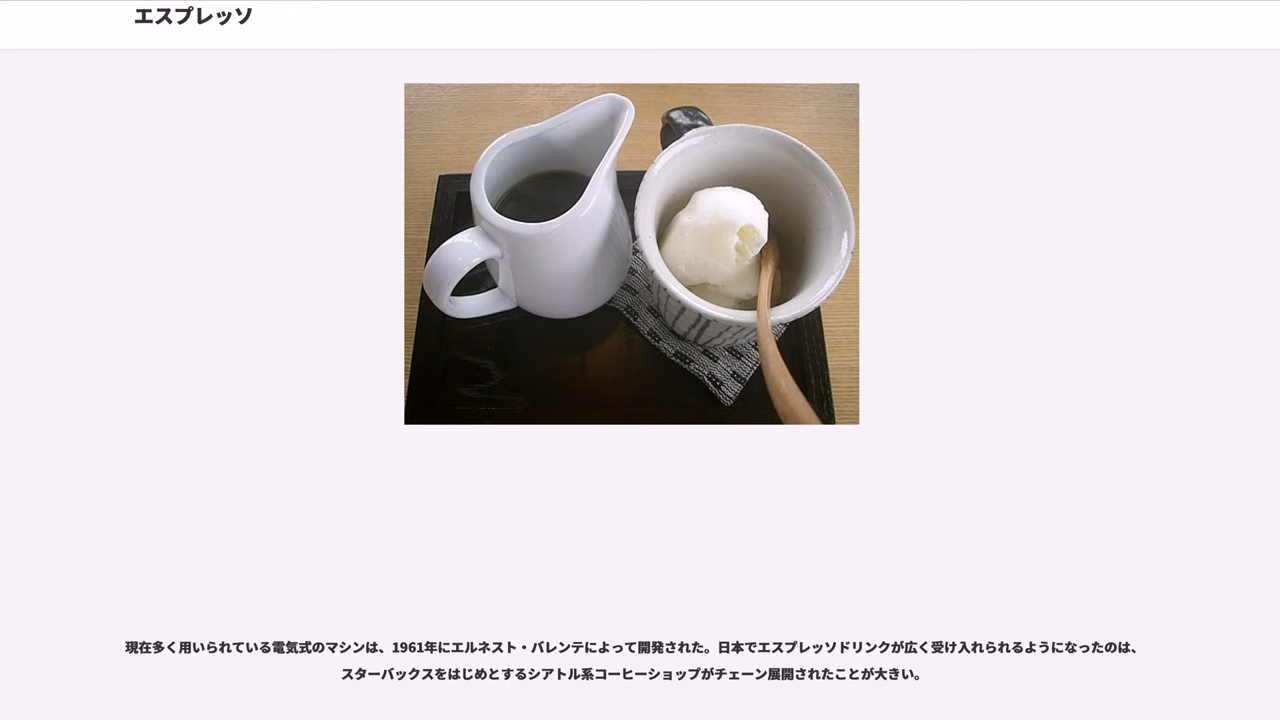 エスプレッソ
現在多く用いられている電気式のマシンは、1961年にエルネスト・バレンテによって開発された。日本でエスプレッソドリンクが広く受け入れられるようになったのは、
スターバックスをはじめとするシアトル系コーヒーショップがチェーン展開されたことが大きい。